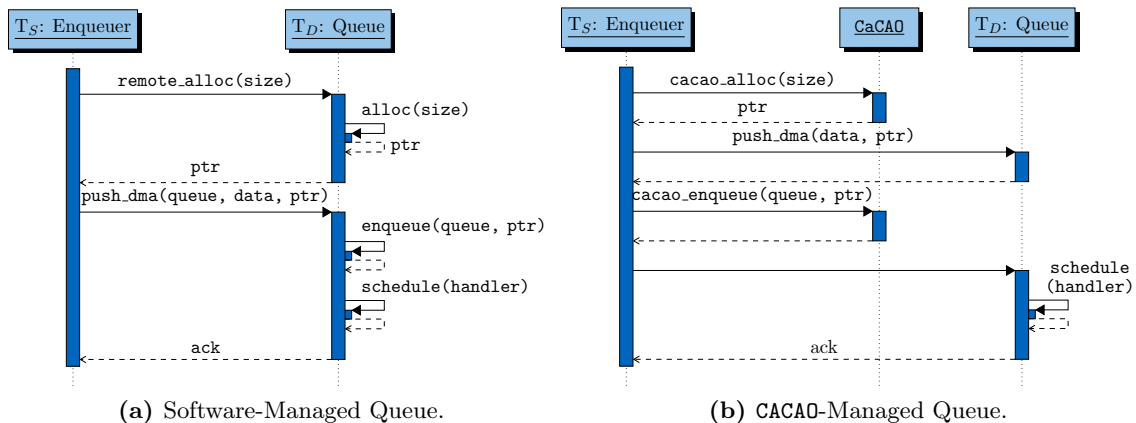 T_S: Enqueuer
T_D: Queue
remote_alloc(size)
alloc(size)
ptr
ptr
push_dma(queue, data, ptr)
enqueue(queue, ptr)
schedule(handler)
ack
(a) Software-Managed Queue.
T_S: Enqueuer
CaCAO
T_D: Queue
cacao_alloc(size)
ptr
push_dma(data, ptr)
cacao_enqueue(queue, ptr)
schedule
(handler)
ack
(b) CACAO-Managed Queue.